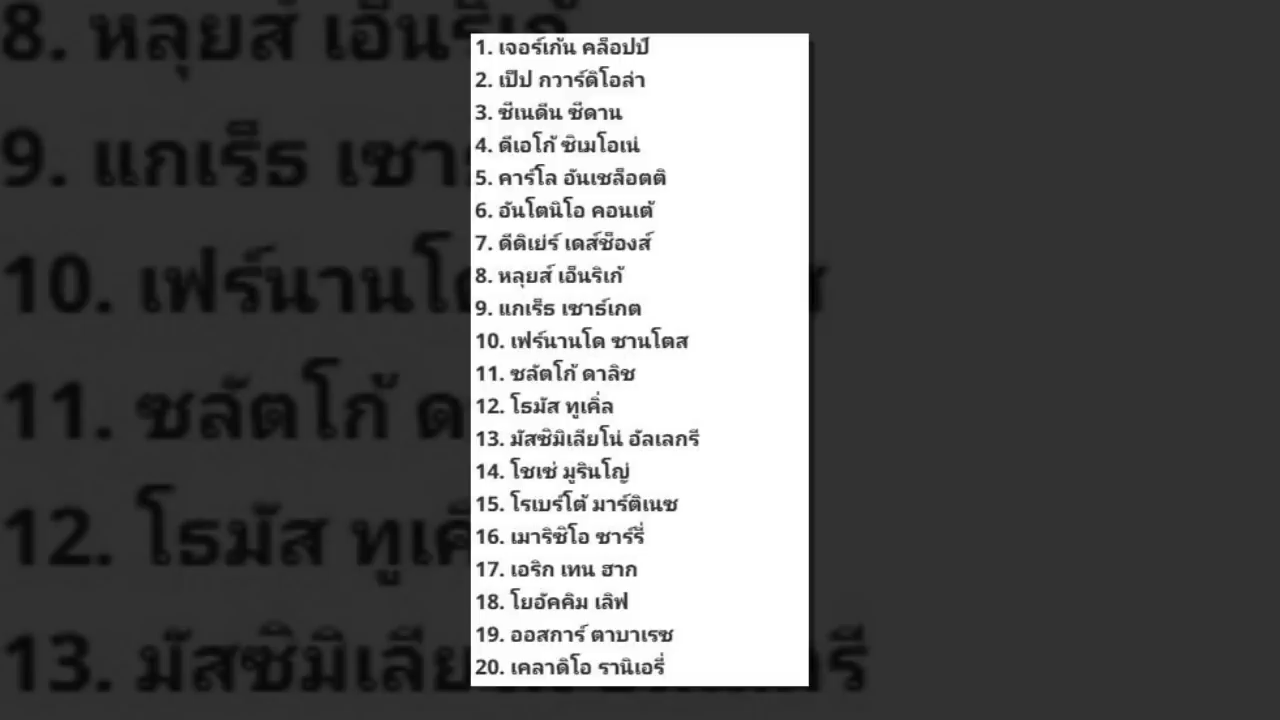 1. เจอร์เก้น คล็อปป์
2. เป๊ป กวาร์ดิโอล่า
3. ซีเนดีน ซีดาน
4. ดีเอโก้ ซิเมโอเน่
5. คาร์โล อันเชล็อตติ
6. อันโตนิโอ คอนเต้
7. ดีดิเย่ร์ เดส์ช็องส์
8. หลุยส์ เอ็นริเก้
9. แกเร็ธ เซาธ์เกต
10. เฟร์นานโด ซานโตส
11. ซลัตโก้ ดาลิช
12. โธมัส ทูเคิ่ล
13. มัสซิมิเลียโน่ อัลเลกรี
14. โชเซ่ มูรินโญ่
15. โรเบร์โต้ มาร์ติเนซ
16. เมาริซิโอ ซาร์รี่
17. เอริก เทน ฮาก
18. โยอัคคิม เลิฟ
19. ออสการ์ ตาบาเรซ
20. เคลาดิโอ รานิเอรี่
8. หลุยส์ เอ็นริเก้
9. แกเร็ธ เซา
10. เฟร์นานโด
11. ซลัตโก้ ด
12. โธมัส ทูเคิ
13. มัสซิมิเลีย